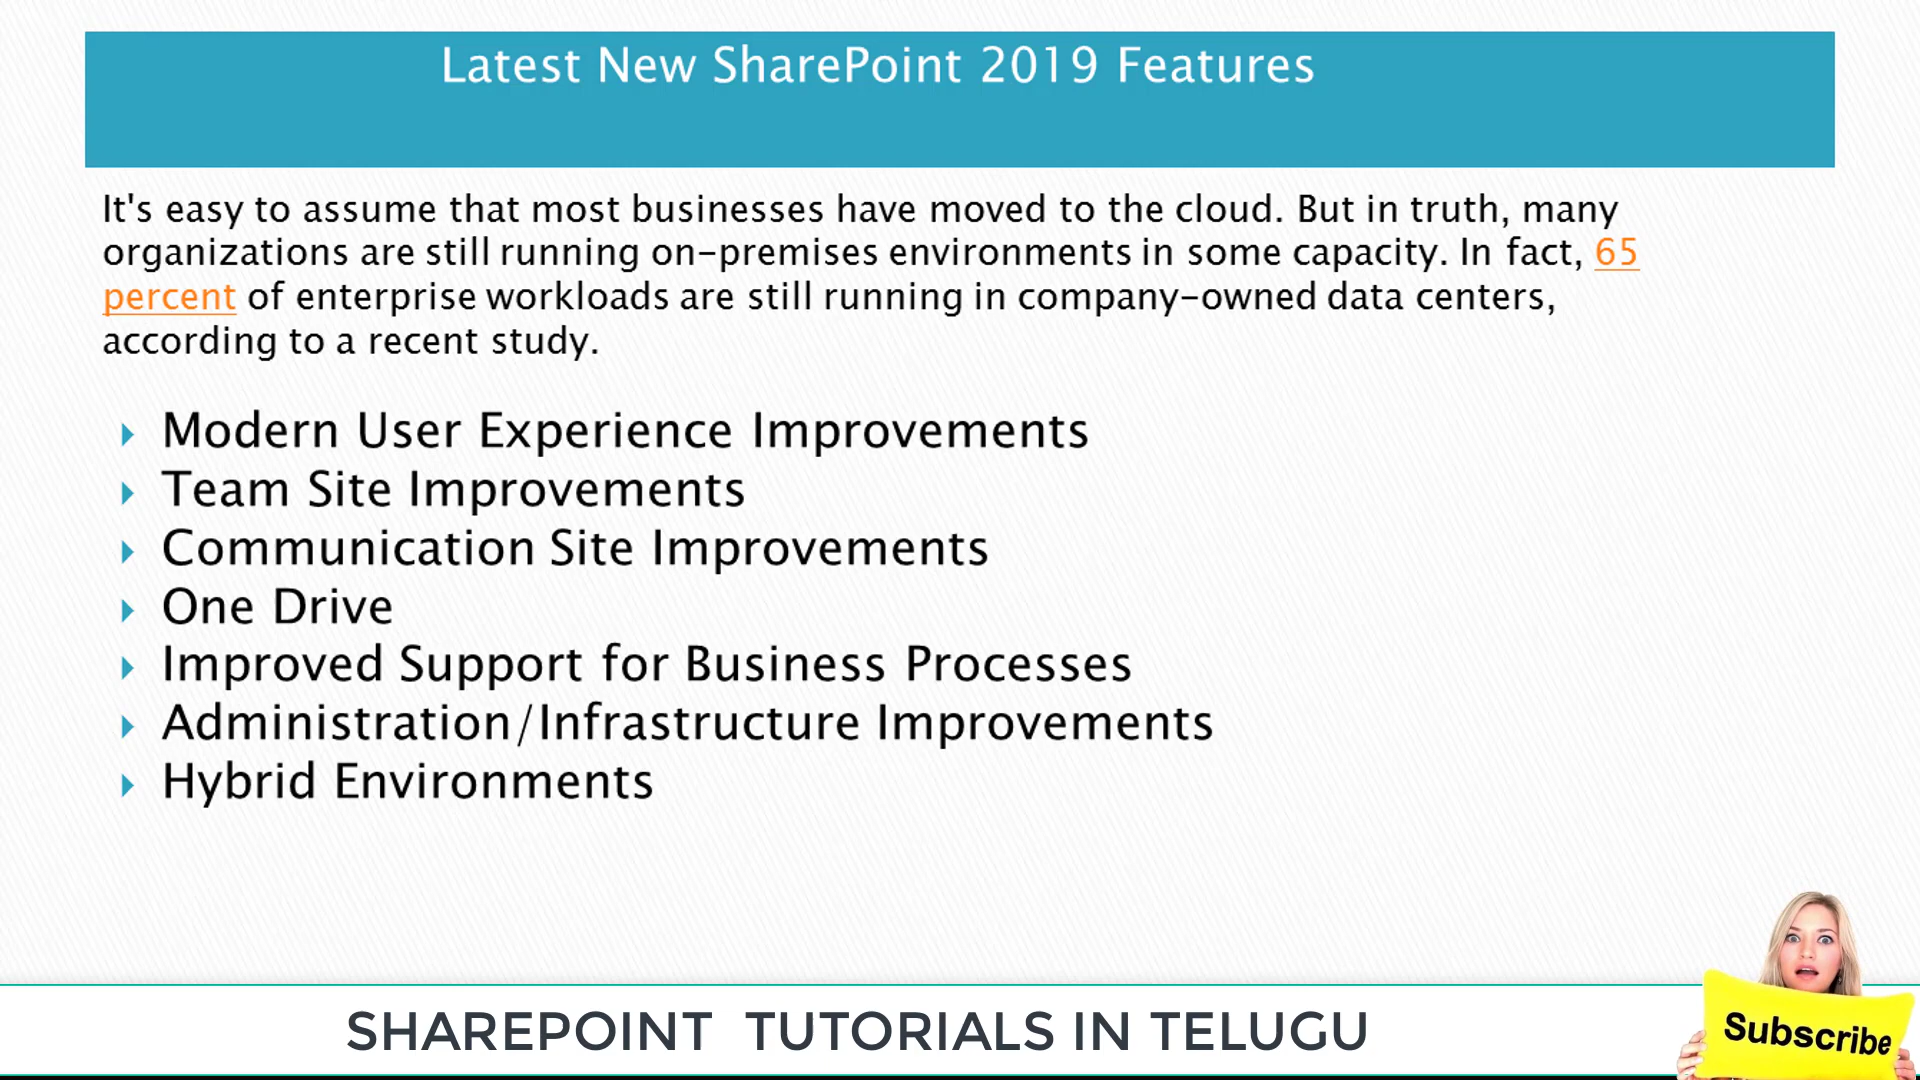 Latest New SharePoint 2019 Features
It's easy to assume that most businesses have moved to the cloud. But in truth, many
organizations are still running on-premises environments in some capacity. In fact, 65
percent of enterprise workloads are still running in company-owned data centers,
according to a recent study.
Modern User Experience Improvements
Team Site Improvements
Communication Site Improvements
One Drive
Improved Support for Business Processes
Administration/Infrastructure Improvements
Hybrid Environments
SHAREPOINT TUTORIALS IN TELUGU
Subscribe